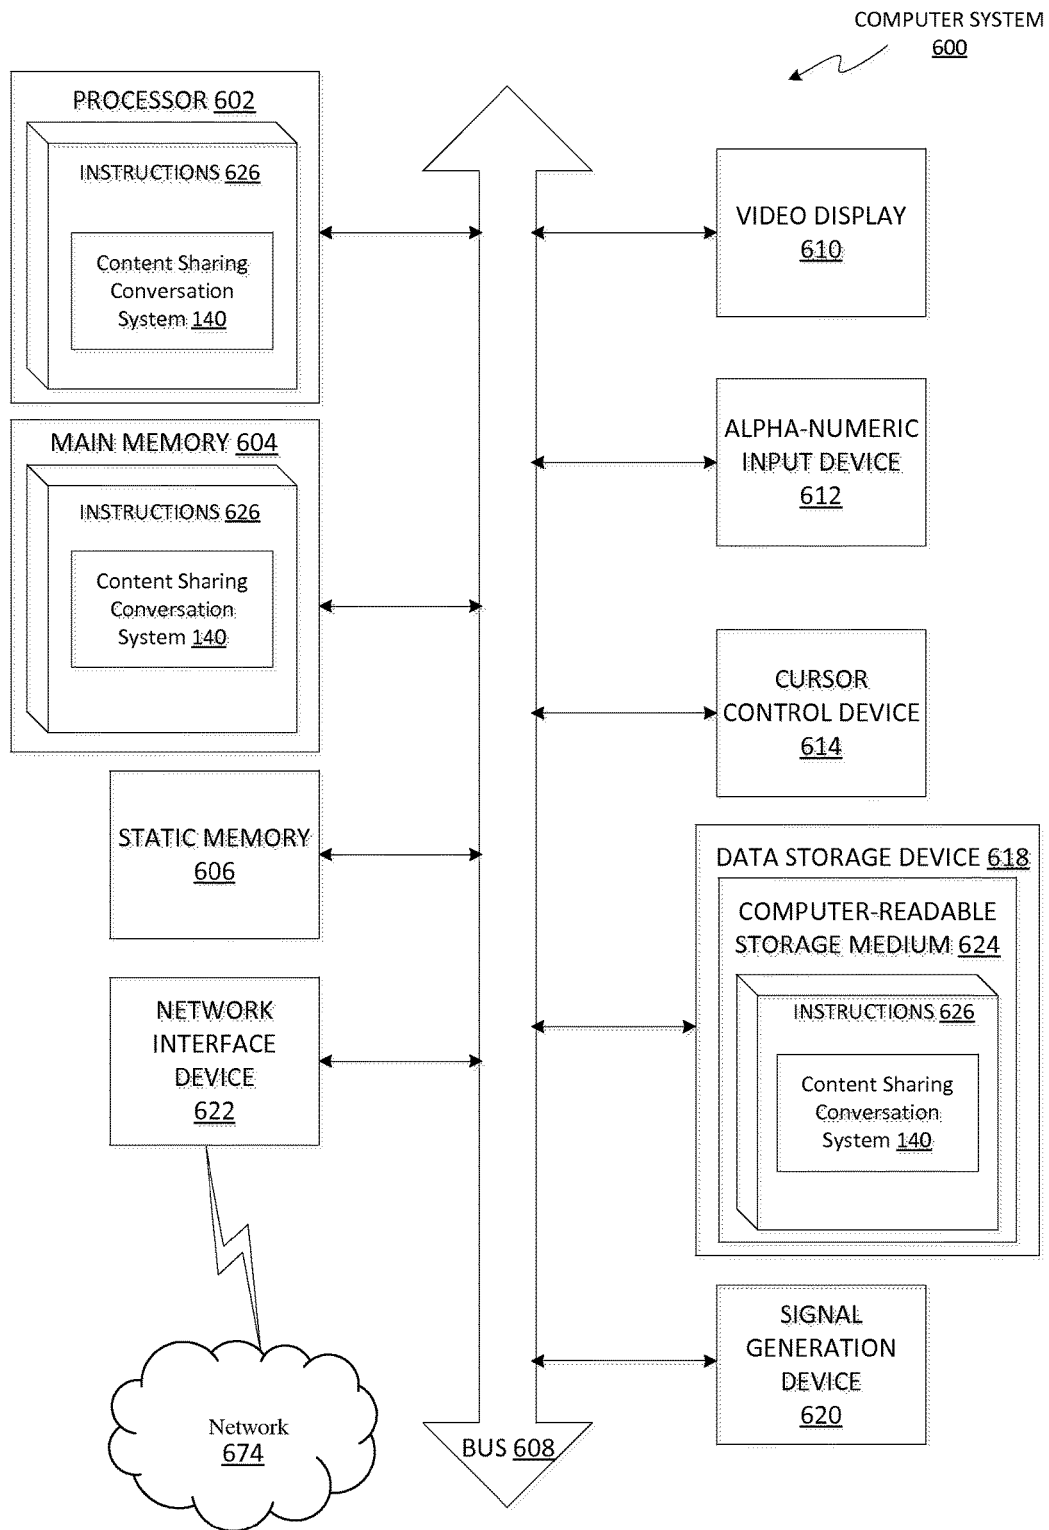 COMPUTER SYSTEM
600
PROCESSOR 602
INSTRUCTIONS 626
Content Sharing
Conversation
System 140
MAIN MEMORY 604
INSTRUCTIONS 626
Content Sharing
Conversation
System 140
STATIC MEMORY
606
NETWORK
INTERFACE
DEVICE
622
Network
674
BUS 608
VIDEO DISPLAY
610
ALPHA-NUMERIC
INPUT DEVICE
612
CURSOR
CONTROL DEVICE
614
DATA STORAGE DEVICE 618
COMPUTER-READABLE
STORAGE MEDIUM 624
INSTRUCTIONS 626
Content Sharing
Conversation
System 140
SIGNAL
GENERATION
DEVICE
620